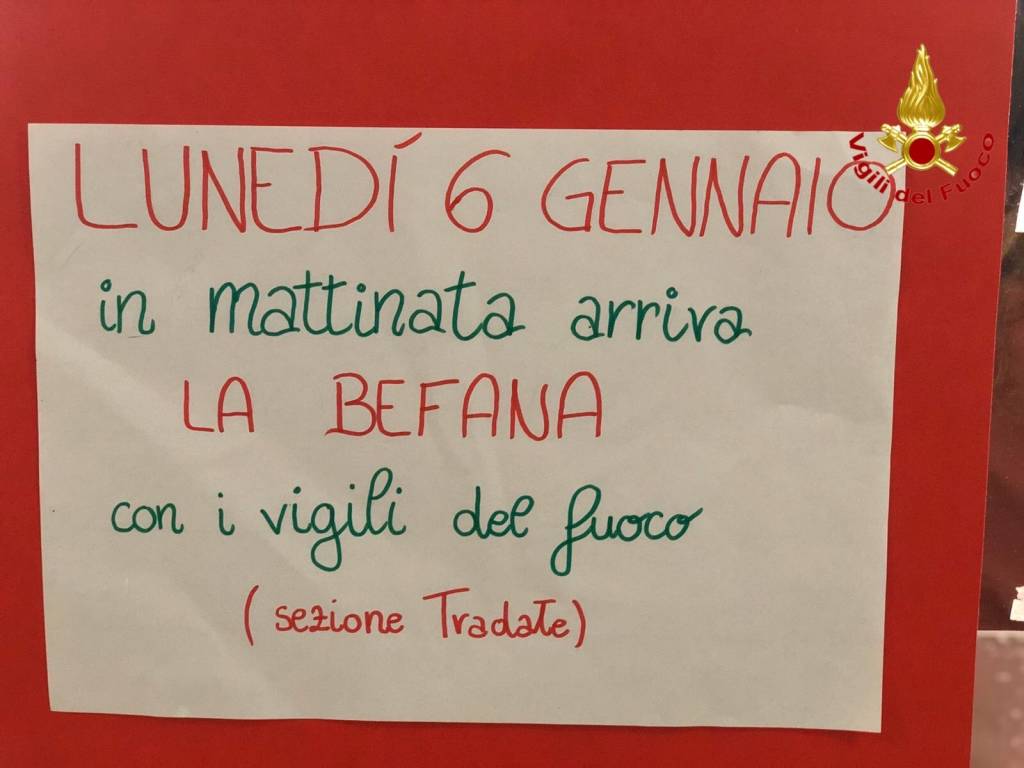 LUNEDÍ 6 GENNAIO
in mattinata arriva
LA BEFANA
con i vigili del fuoco
(sezione Tradate)
Vigili del Fuoco